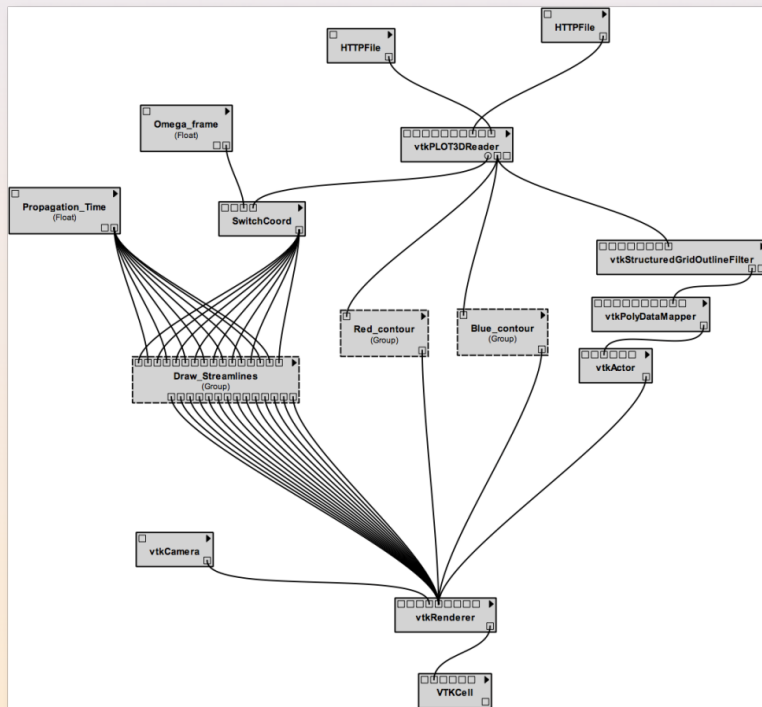 HTTPFile
HTTPFile
Omega_frame
(Float)
vtkPLOT3DReader
Propagation_Time
(Float)
SwitchCoord
vtkStructuredGridOutlineFilter
Red_contour
(Group)
Blue_contour
(Group)
vtkPolyDataMapper
vtkActor
Draw_Streamlines
(Group)
vtkCamera
vtkRenderer
VTKCell